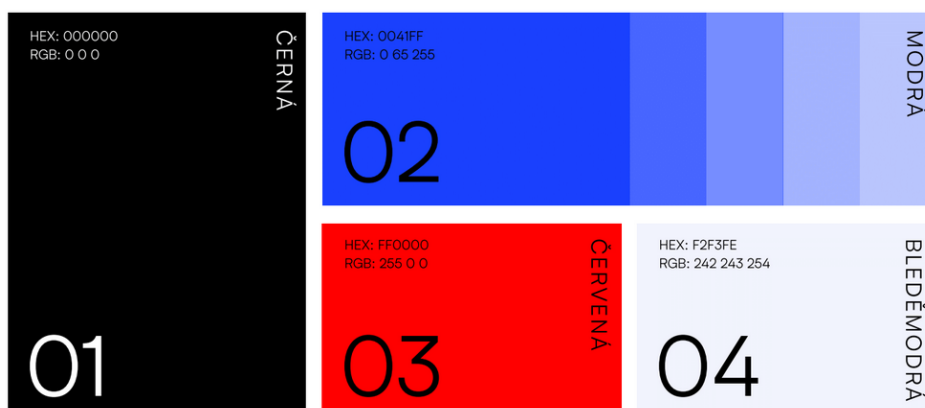 HEX: 000000
RGB: 0 0 0
ČERNÁ
01
HEX: 0041FF
RGB: 0 65 255
MODRÁ
02
HEX: FF0000
RGB: 255 0 0
ČERVENÁ
03
HEX: F2F3FE
RGB: 242 243 254
BLEDĚMODRÁ
04